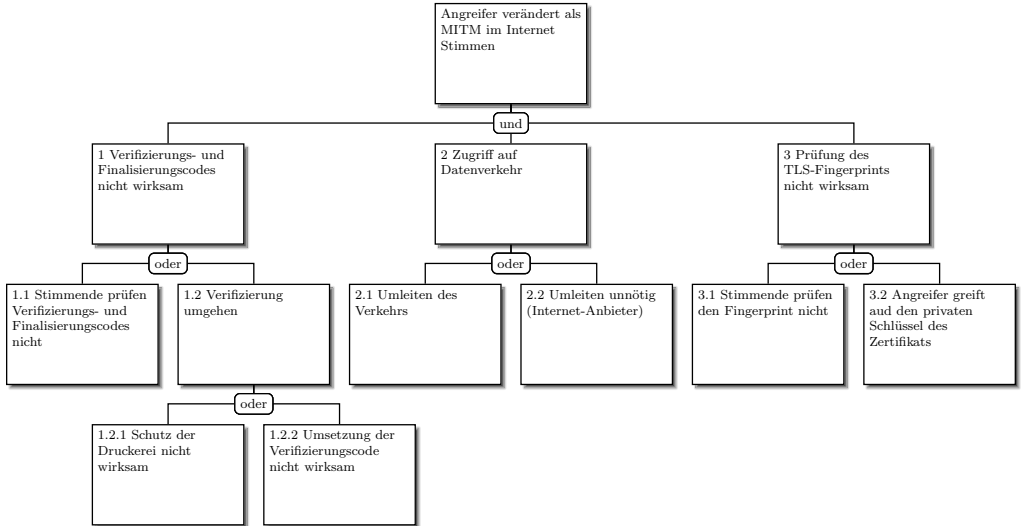 Angreifer verändert als
MITM im Internet
Stimmen
und
1 Verifizierungs- und
Finalisierungscodes
nicht wirksam
2 Zugriff auf
Datenverkehr
3 Prüfung des
TLS-Fingerprints
nicht wirksam
oder
oder
oder
1.1 Stimmende prüfen
Verifizierungs- und
Finalisierungscodes
nicht
1.2 Verifizierung
umgehen
2.1 Umleiten des
Verkehrs
2.2 Umleiten unnötig
(Internet-Anbieter)
3.1 Stimmende prüfen
den Fingerprint nicht
3.2 Angreifer greift
aud den privaten
Schlüssel des
Zertifikats
oder
1.2.1 Schutz der
Druckerei nicht
wirksam
1.2.2 Umsetzung der
Verifizierungscode
nicht wirksam